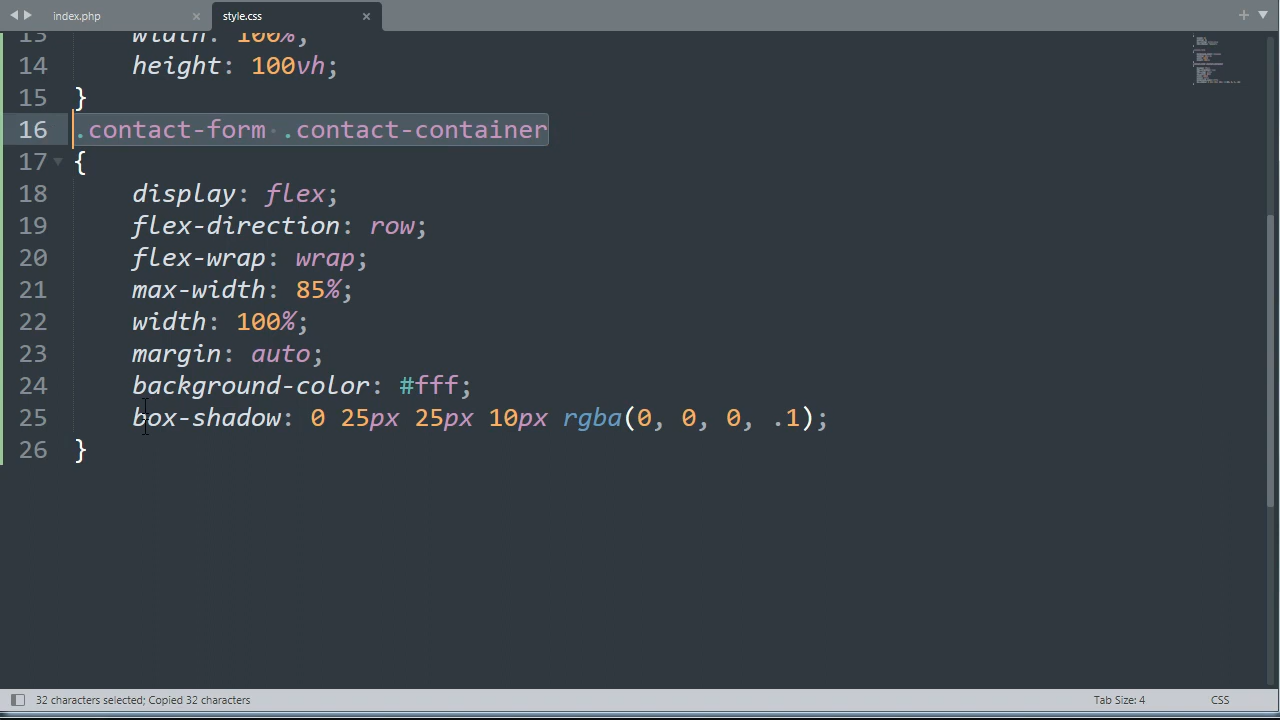 index.php × style.css × +
13 width: 100%;
14 height: 100vh;
15 }
16 .contact-form .contact-container
17 {
18 display: flex;
19 flex-direction: row;
20 flex-wrap: wrap;
21 max-width: 85%;
22 width: 100%;
23 margin: auto;
24 background-color: #fff;
25 box-shadow: 0 25px 25px 10px rgba(0, 0, 0, .1);
26 }
32 characters selected; Copied 32 characters Tab Size: 4 CSS